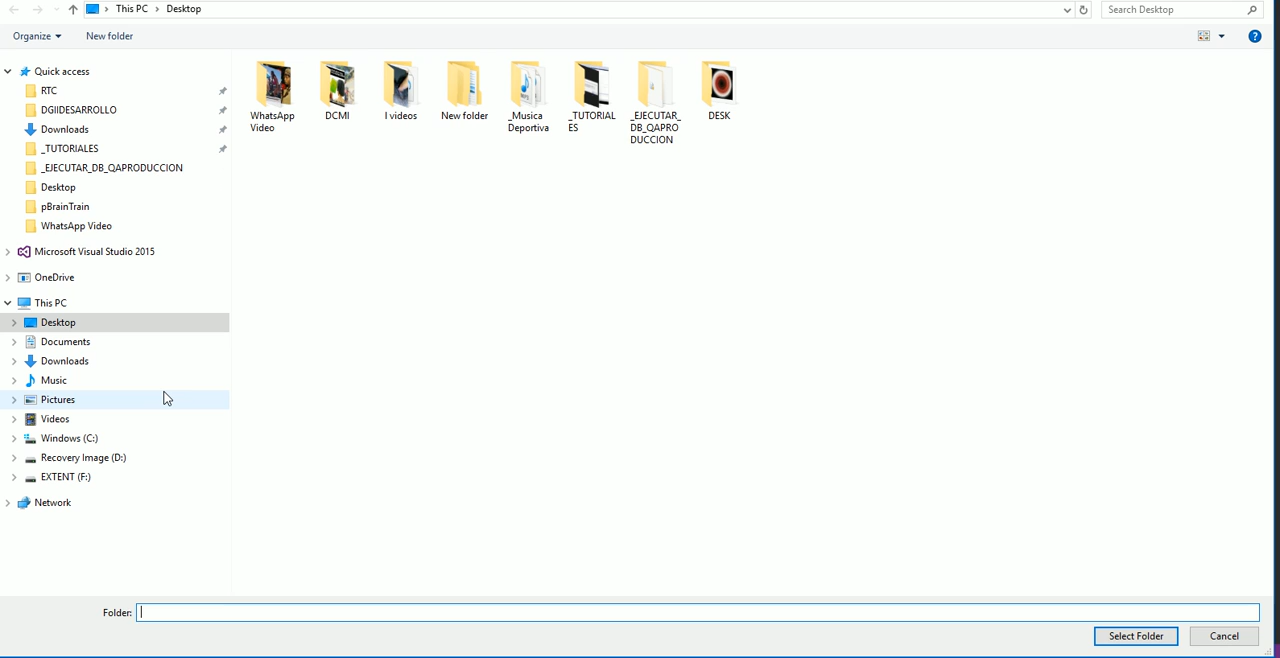 This PC > Desktop
Search Desktop
Organize
New folder
?
Quick access
RTC
DGIIDESARROLLO
Downloads
_TUTORIALES
_EJECUTAR_DB_QAPRODUCCION
Desktop
pBrainTrain
WhatsApp Video
Microsoft Visual Studio 2015
OneDrive
This PC
Desktop
Documents
Downloads
Music
Pictures
Videos
Windows (C:)
Recovery Image (D:)
EXTENT (F:)
Network
WhatsApp
Video
DCMI
I videos
New folder
_Musica
Deportiva
_TUTORIAL
ES
_EJECUTAR_
DB_QAPRO
DUCCION
DESK
Folder:
Select Folder
Cancel